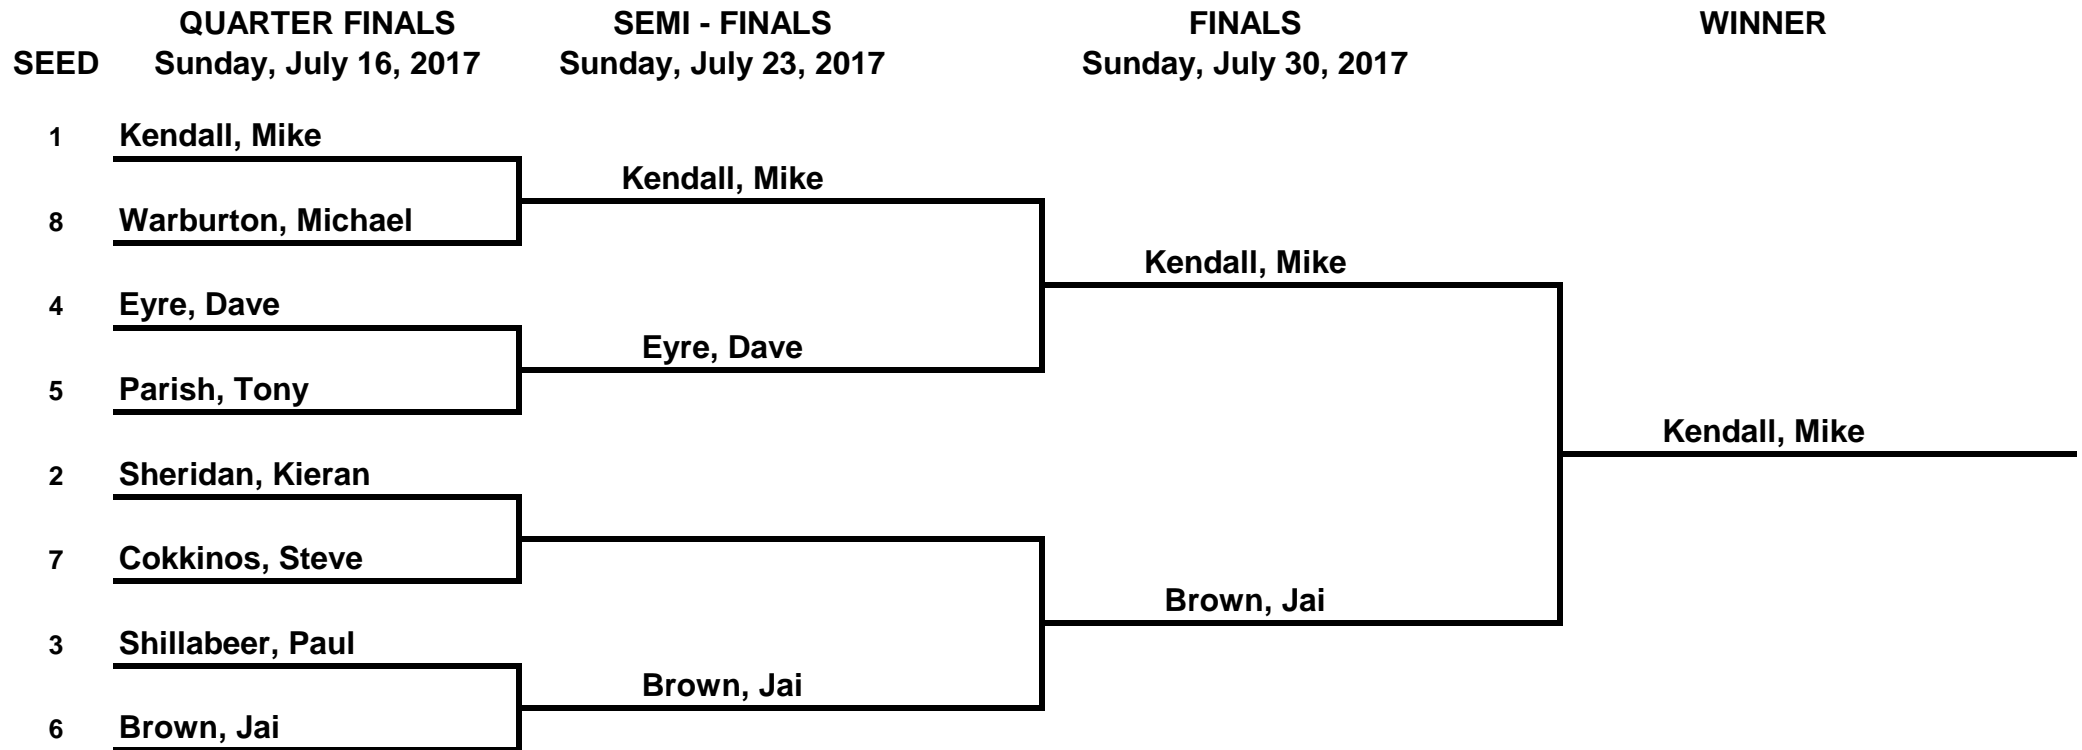 QUARTER FINALS SEMI - FINALS FINALS WINNER
SEED Sunday, July 16, 2017 Sunday, July 23, 2017 Sunday, July 30, 2017
1 Kendall, Mike
Kendall, Mike
8 Warburton, Michael
Kendall, Mike
4 Eyre, Dave
Eyre, Dave
5 Parish, Tony
Kendall, Mike
2 Sheridan, Kieran
7 Cokkinos, Steve
Brown, Jai
3 Shillabeer, Paul
Brown, Jai
6 Brown, Jai